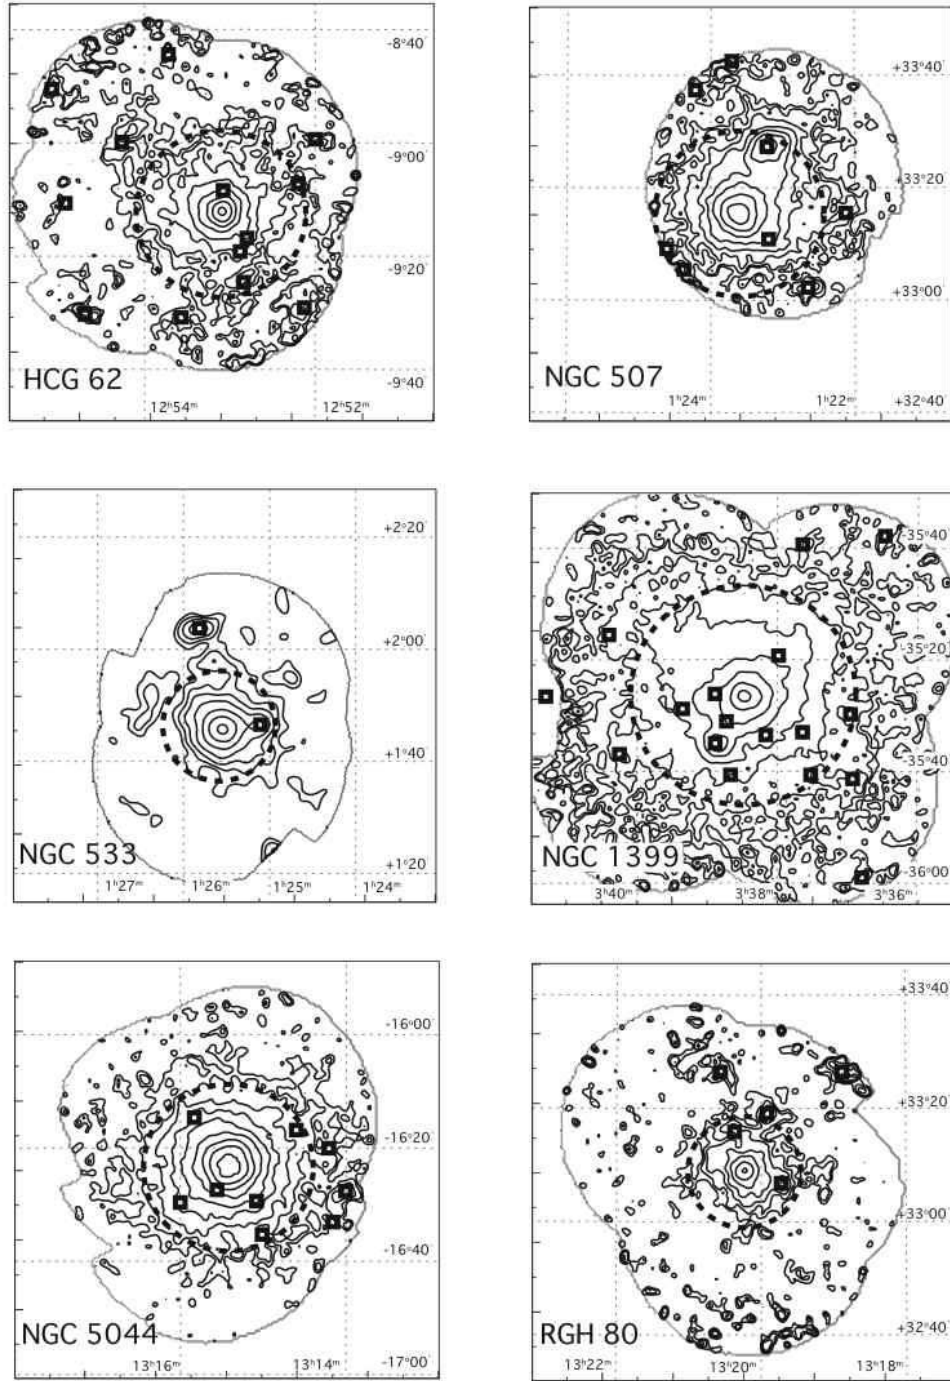 -8°40'
-9°00'
-9°20'
-9°40'
HCG 62
12ʰ54ᵐ 12ʰ52ᵐ
+33°40'
+33°20'
+33°00'
NGC 507
1ʰ24ᵐ 1ʰ22ᵐ +32°40'
+2°20'
+2°00'
+1°40'
NGC 533
+1°20'
1ʰ27ᵐ 1ʰ26ᵐ 1ʰ25ᵐ 1ʰ24ᵐ
-35°40'
-35°20'
-35°40'
NGC 1399
-36°00'
3ʰ40ᵐ 3ʰ38ᵐ 3ʰ36ᵐ
-16°00'
-16°20'
-16°40'
NGC 5044
13ʰ16ᵐ 13ʰ14ᵐ -17°00'
+33°40'
+33°20'
+33°00'
RGH 80
+32°40'
13ʰ22ᵐ 13ʰ20ᵐ 13ʰ18ᵐ